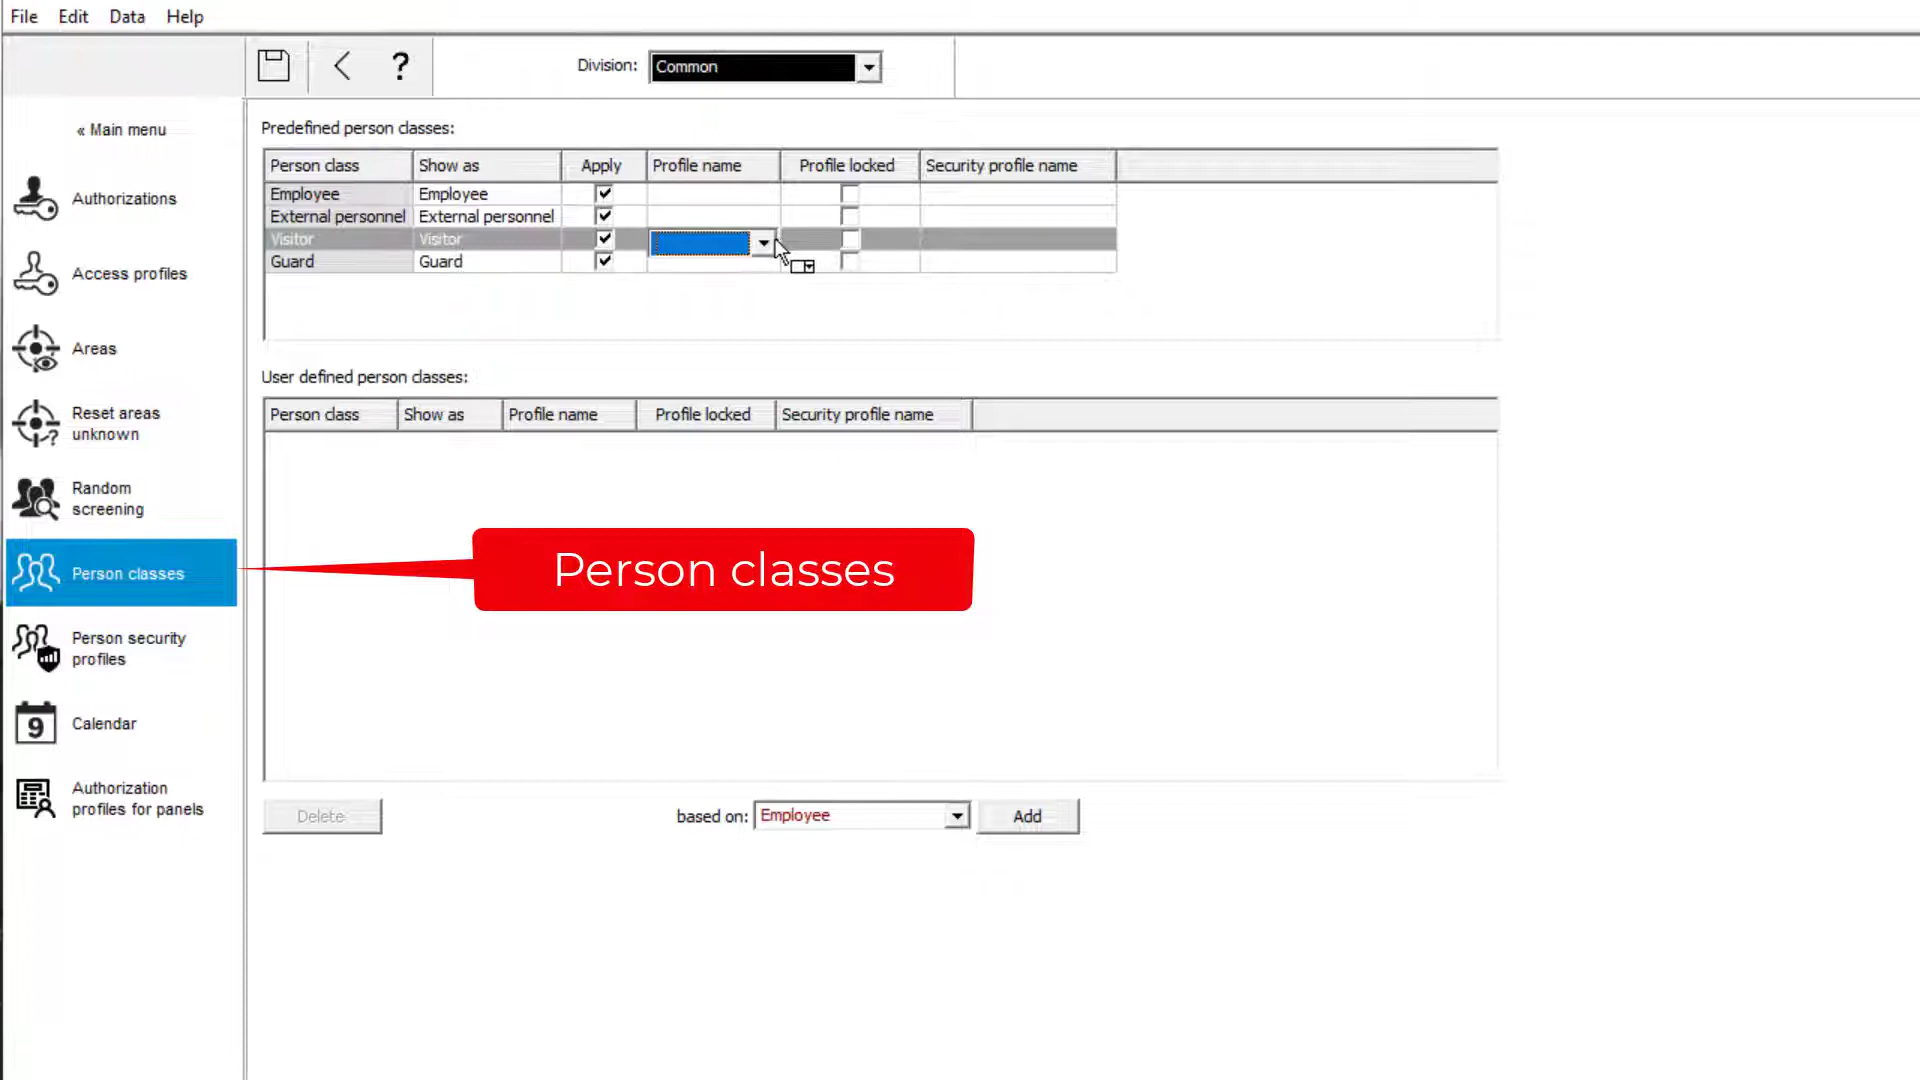 File Edit Data Help
? Division: Common
« Main menu
Authorizations
Access profiles
Areas
Reset areas
unknown
Random
screening
Person classes
Person security
profiles
9 Calendar
Authorization
profiles for panels
Predefined person classes:
Person class Show as Apply Profile name Profile locked Security profile name
Employee Employee
External personnel External personnel
Visitor Visitor
Guard Guard
User defined person classes:
Person class Show as Profile name Profile locked Security profile name
Person classes
Delete based on: Employee Add